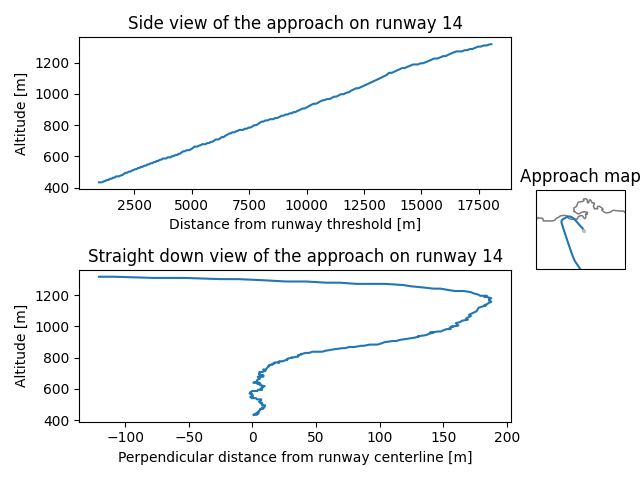 Side view of the approach on runway 14
1200
1000
800
600
400
Altitude [m]
2500 5000 7500 10000 12500 15000 17500
Distance from runway threshold [m]
Approach map
Straight down view of the approach on runway 14
1200
1000
800
600
400
Altitude [m]
−100 −50 0 50 100 150 200
Perpendicular distance from runway centerline [m]